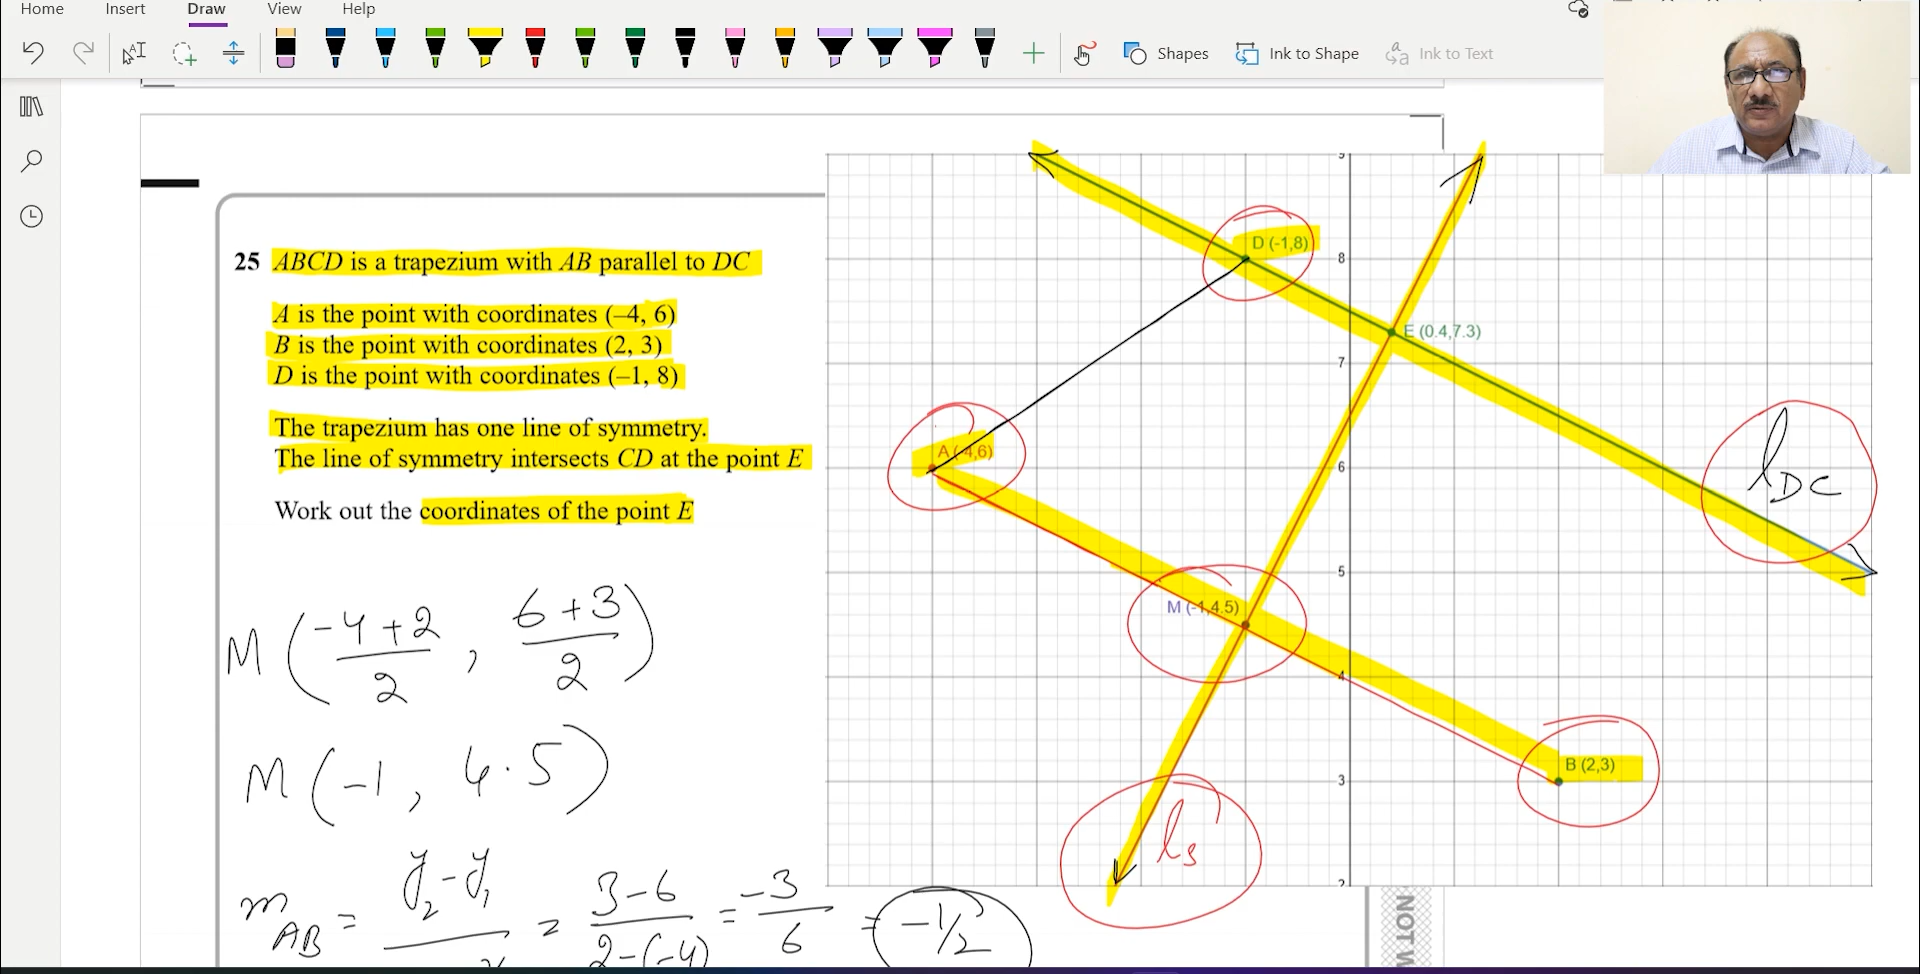 Home Insert Draw View Help
Shapes Ink to Shape Ink to Text
25 ABCD is a trapezium with AB parallel to DC
A is the point with coordinates (–4, 6)
B is the point with coordinates (2, 3)
D is the point with coordinates (–1, 8)
The trapezium has one line of symmetry.
The line of symmetry intersects CD at the point E
Work out the coordinates of the point E
M (-4+2/2 , 6+3/2)
M (-1 , 4.5)
m AB = y₂-y₁ = 3-6/2-(-4) = -3/6 = -1/2
D (-1,8)
8
E (0.4,7.3)
7
A (-4,6)
6
l DC
5
M (-1,4.5)
4
B (2,3)
3
l s
2
NOT W